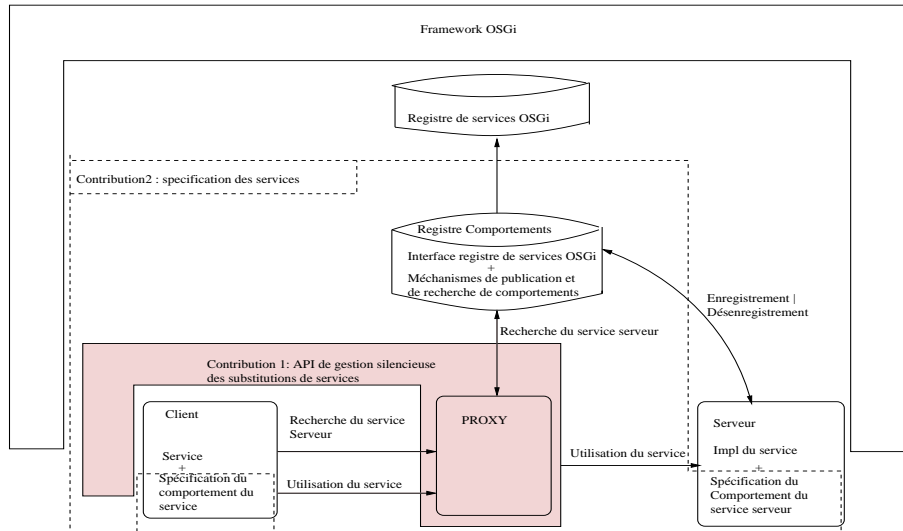 Framework OSGi
Registre de services OSGi
Contribution2 : specification des services
Registre Comportements
Interface registre de services OSGi
+
Méchanismes de publication et
de recherche de comportements
Enregistrement |
Désenregistrement
Recherche du service serveur
Contribution 1: API de gestion silencieuse
des substitutions de services
Client
Service
+
Spécification du
comportement du
service
Recherche du service
Serveur
Utilisation du service
PROXY
Utilisation du service
Serveur
Impl du service
+
Spécification du
Comportement du
service serveur